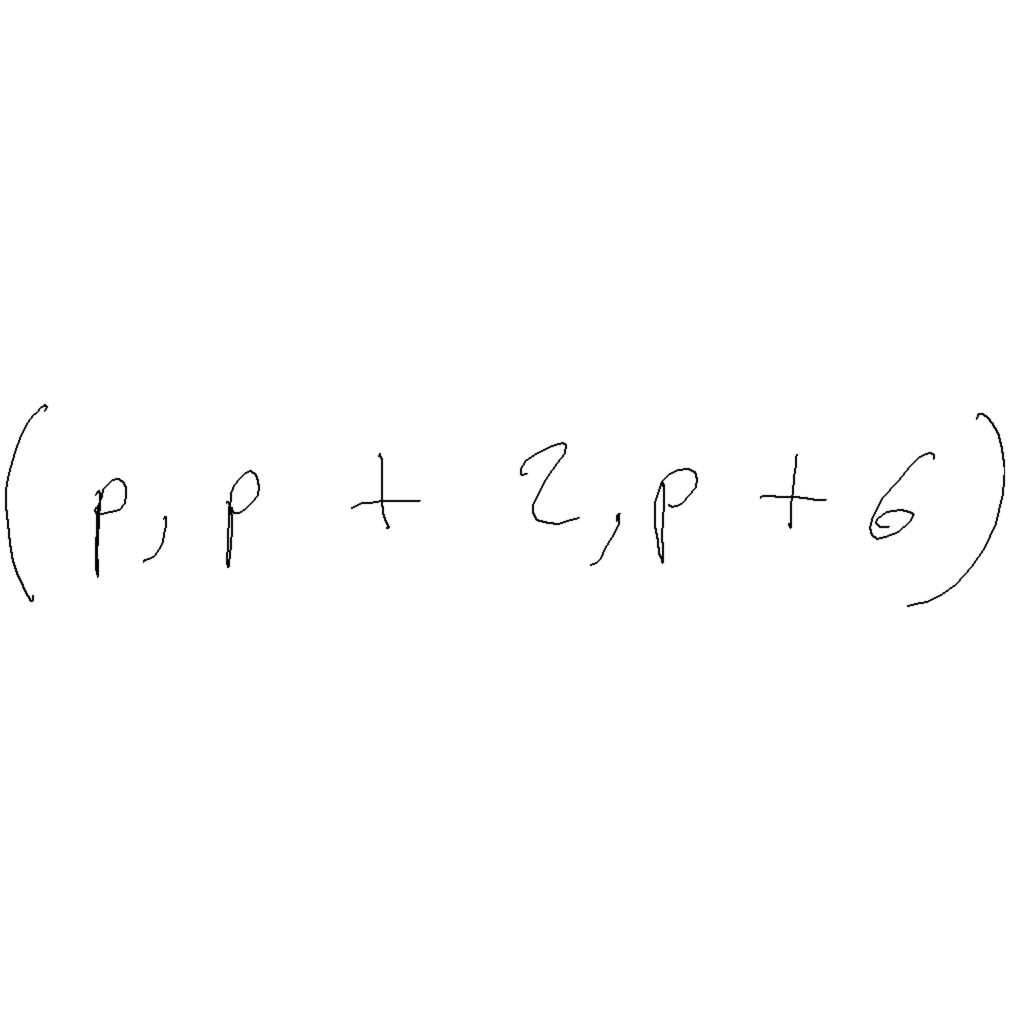 (p, p + 2, p + 6)